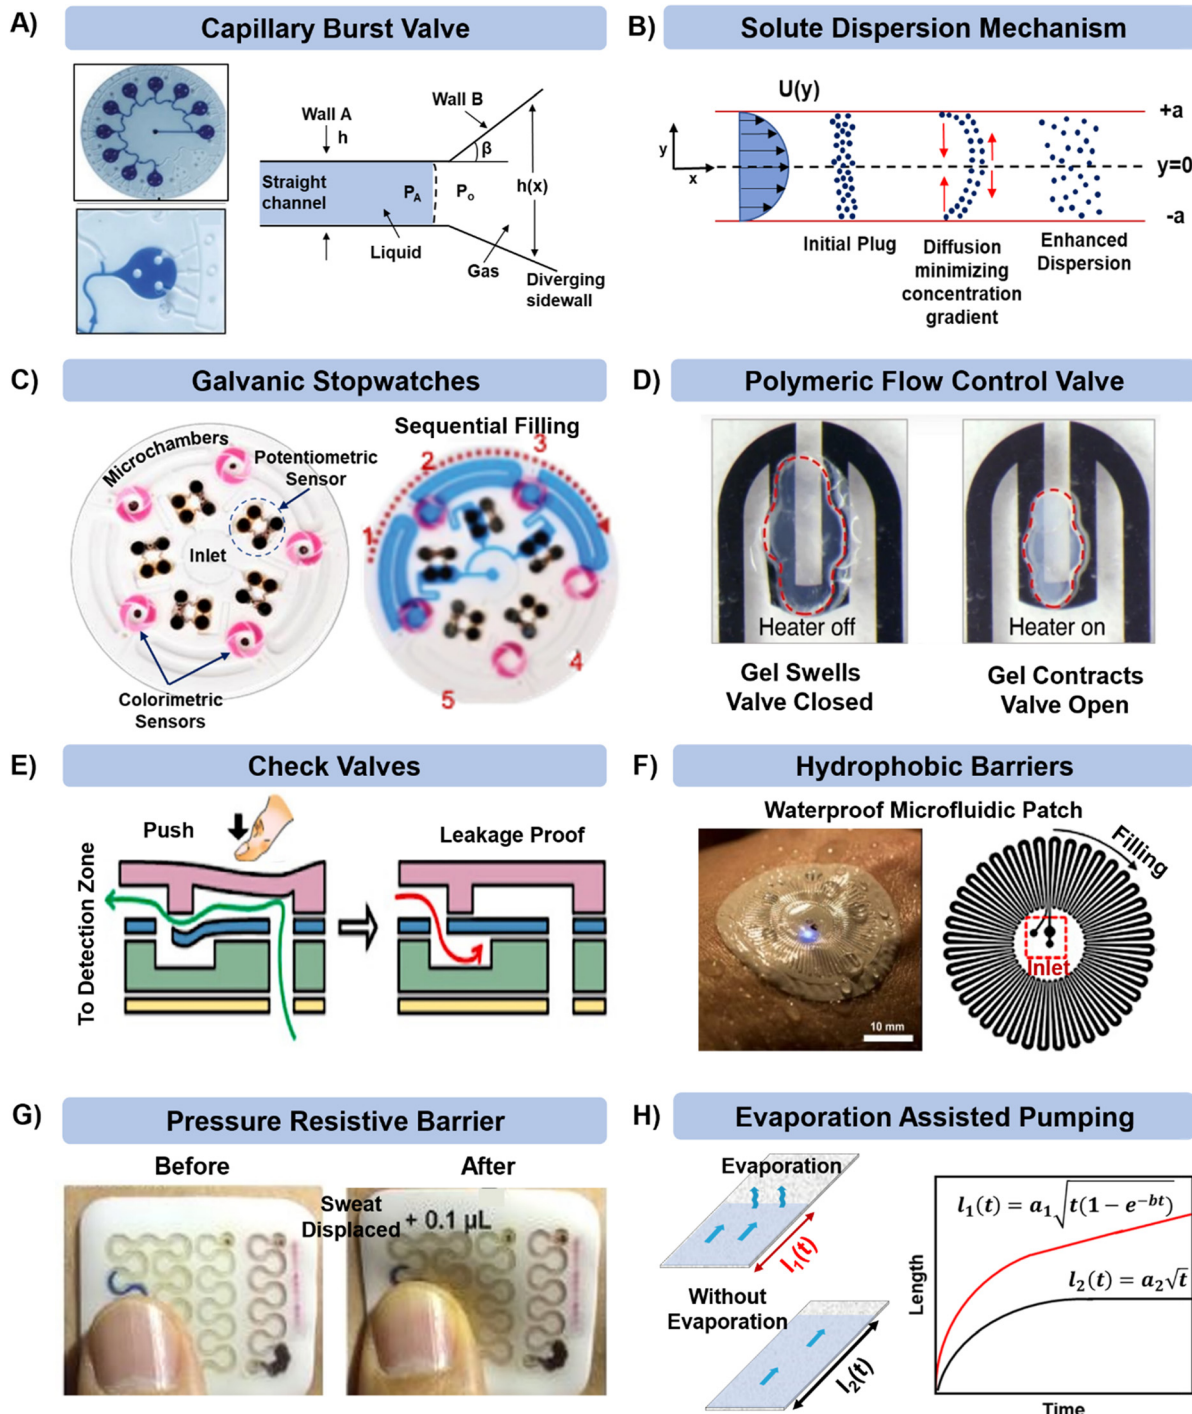 A) Capillary Burst Valve
Wall A
h
Wall B
β
Straight
channel
P_A
P_o
h(x)
Liquid
Gas
Diverging
sidewall
B) Solute Dispersion Mechanism
U(y)
y
x
+a
y=0
-a
Initial Plug
Diffusion
minimizing
concentration
gradient
Enhanced
Dispersion
C) Galvanic Stopwatches
Microchambers
Potentiometric
Sensor
Inlet
Colorimetric
Sensors
Sequential Filling
1
2
3
4
5
D) Polymeric Flow Control Valve
Heater off
Heater on
Gel Swells
Valve Closed
Gel Contracts
Valve Open
E) Check Valves
Push
Leakage Proof
To Detection Zone
F) Hydrophobic Barriers
Waterproof Microfluidic Patch
10 mm
Filling
Inlet
G) Pressure Resistive Barrier
Before
After
Sweat
Displaced
+ 0.1 µL
H) Evaporation Assisted Pumping
Evaporation
l₁(t)
Without
Evaporation
l₂(t)
Length
l₁(t) = a₁√t(1 − e^{−bt})
l₂(t) = a₂√t
Time